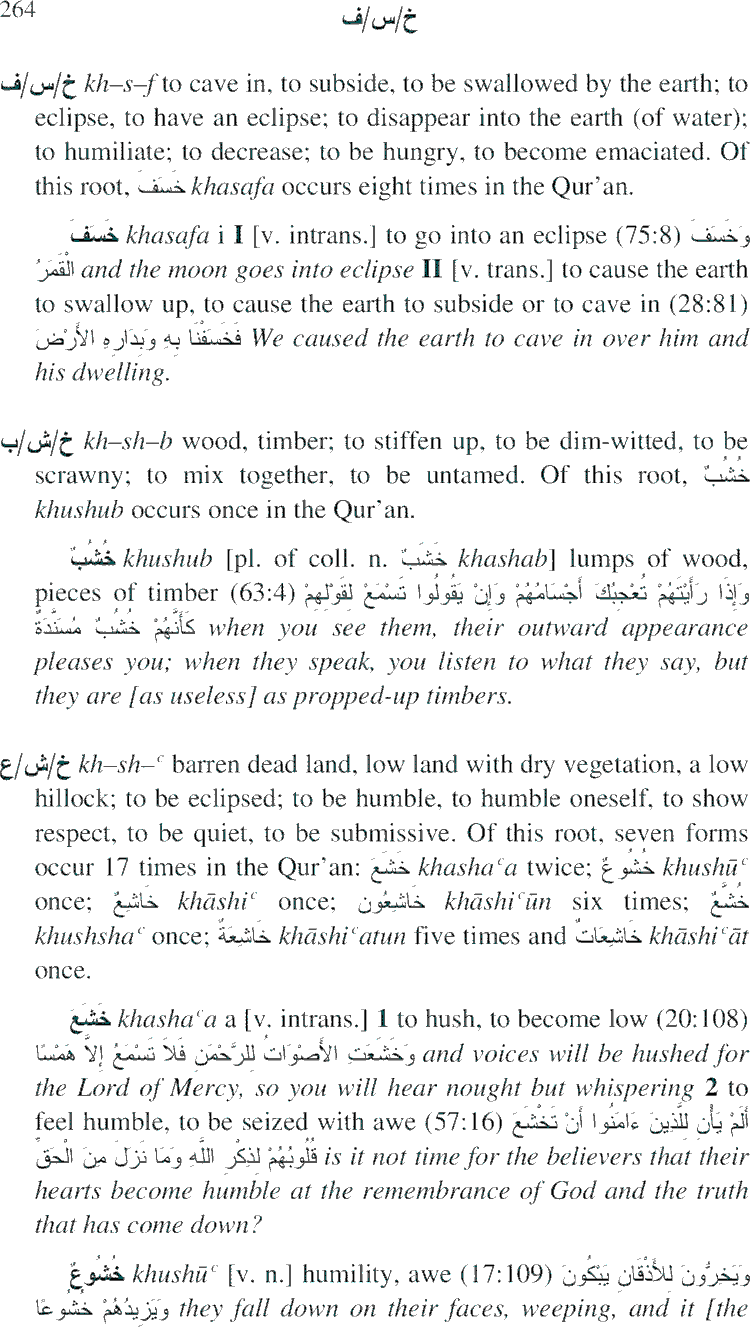 264
خ/س/ف
خ/س/ف kh–s–f to cave in, to subside, to be swallowed by the earth; to
eclipse, to have an eclipse; to disappear into the earth (of water);
to humiliate; to decrease; to be hungry, to become emaciated. Of
this root, خَسَفَ khasafa occurs eight times in the Qur’an.
خَسَفَ khasafa i I [v. intrans.] to go into an eclipse (75:8) وَخَسَفَ
الْقَمَرُ and the moon goes into eclipse II [v. trans.] to cause the earth
to swallow up, to cause the earth to subside or to cave in (28:81)
فَخَسَفْنَا بِهِ وَبِدَارِهِ الأَرْضَ We caused the earth to cave in over him and
his dwelling.
خ/ش/ب kh–sh–b wood, timber; to stiffen up, to be dim-witted, to be
scrawny; to mix together, to be untamed. Of this root, خُشُبٌ
khushub occurs once in the Qur’an.
خُشُبٌ khushub [pl. of coll. n. خَشَبٌ khashab] lumps of wood,
pieces of timber (63:4) وَإِذَا رَأَيْتَهُمْ تُعْجِبُكَ أَجْسَامُهُمْ وَإِنْ يَقُولُوا تَسْمَعْ لِقَوْلِهِمْ
كَأَنَّهُمْ خُشُبٌ مُسَنَّدَةٌ when you see them, their outward appearance
pleases you; when they speak, you listen to what they say, but
they are [as useless] as propped-up timbers.
خ/ش/ع kh–sh–ʿ barren dead land, low land with dry vegetation, a low
hillock; to be eclipsed; to be humble, to humble oneself, to show
respect, to be quiet, to be submissive. Of this root, seven forms
occur 17 times in the Qur’an: خَشَعَ khashaʿa twice; خُشُوعٌ khushūʿ
once; خَاشِعٌ khāshiʿ once; خَاشِعُون khāshiʿūn six times; خُشَّعٌ
khushshaʿ once; خَاشِعَةٌ khāshiʿatun five times and خَاشِعَاتٌ khāshiʿāt
once.
خَشَعَ khashaʿa a [v. intrans.] 1 to hush, to become low (20:108)
وَخَشَعَتِ الأَصْوَاتُ لِلرَّحْمَنِ فَلاَ تَسْمَعُ إِلاَّ هَمْسًا and voices will be hushed for
the Lord of Mercy, so you will hear nought but whispering 2 to
feel humble, to be seized with awe (57:16) أَلَمْ يَأْنِ لِلَّذِينَ ءَامَنُوا أَنْ تَخْشَعَ
قُلُوبُهُمْ لِذِكْرِ اللَّهِ وَمَا نَزَلَ مِنَ الْحَقِّ is it not time for the believers that their
hearts become humble at the remembrance of God and the truth
that has come down?
خُشُوعٌ khushūʿ [v. n.] humility, awe (17:109) وَيَخِرُّونَ لِلأَذْقَانِ يَبْكُونَ
وَيَزِيدُهُمْ خُشُوعًا they fall down on their faces, weeping, and it [the